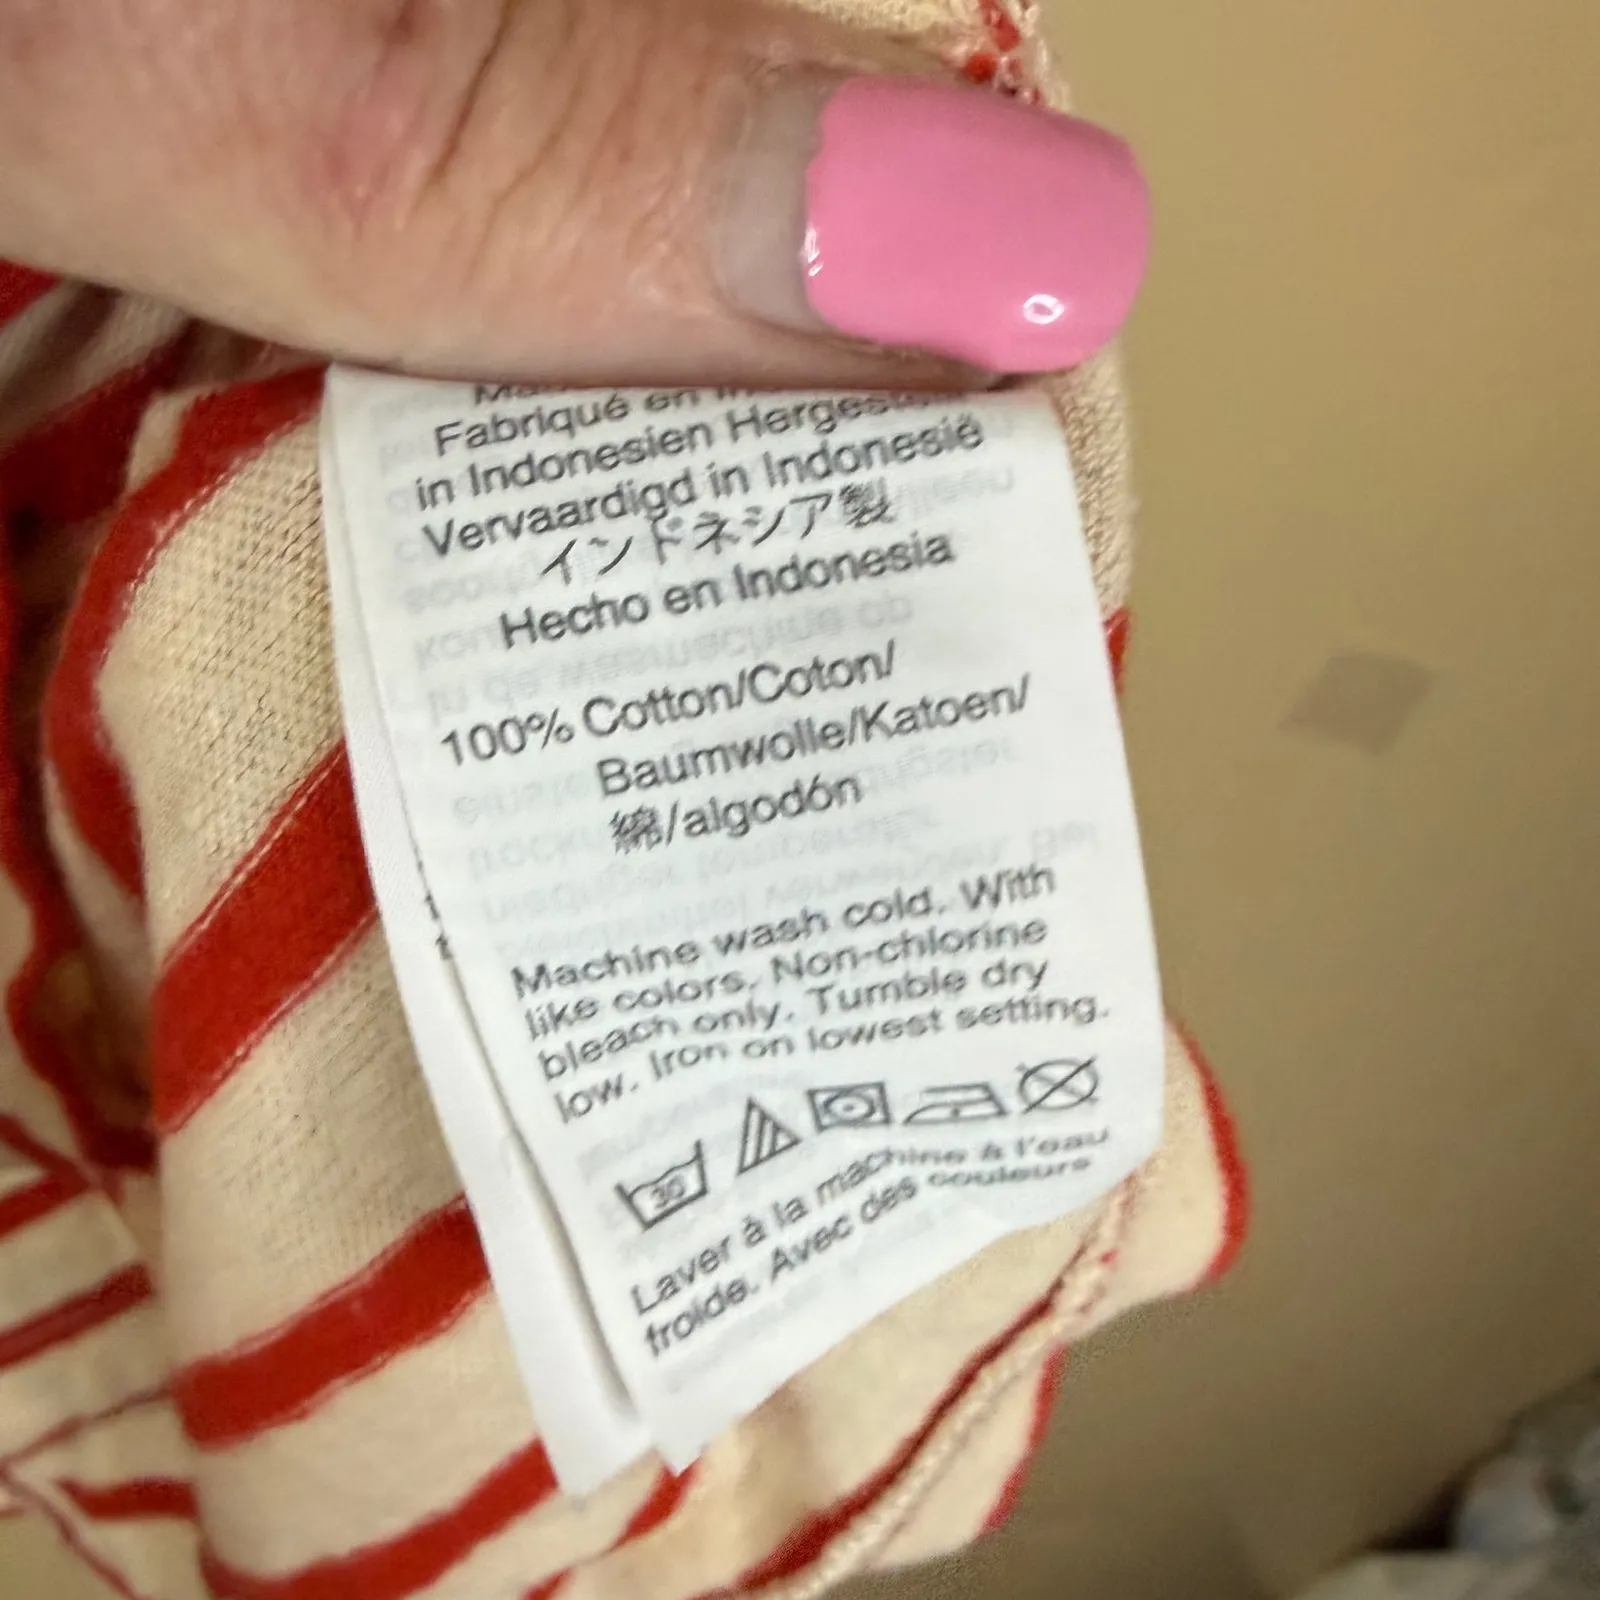 Fabriqué en
in Indonesien Hergestellt
Vervaardigd in Indonesië
インドネシア製
Hecho en Indonesia
100% Cotton/Coton/
Baumwolle/Katoen/
綿/algodón
Machine wash cold. With
like colors. Non-chlorine
bleach only. Tumble dry
low. Iron on lowest setting.
30
Laver à la machine à l'eau
froide. Avec des couleurs